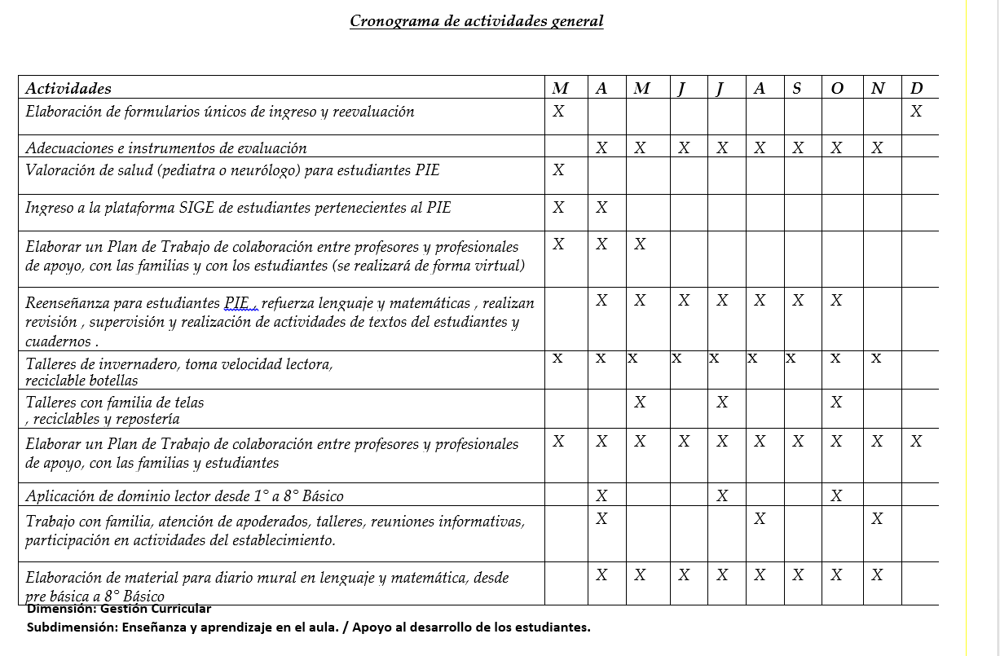 Cronograma de actividades general
Actividades M A M J J A S O N D
Elaboración de formularios únicos de ingreso y reevaluación X X
Adecuaciones e instrumentos de evaluación X X X X X X X X
Valoración de salud (pediatra o neurólogo) para estudiantes PIE X
Ingreso a la plataforma SIGE de estudiantes pertenecientes al PIE X X
Elaborar un Plan de Trabajo de colaboración entre profesores y profesionales X X X
de apoyo, con las familias y con los estudiantes (se realizará de forma virtual)
Reenseñanza para estudiantes PIE , refuerza lenguaje y matemáticas , realizan X X X X X X X
revisión , supervisión y realización de actividades de textos del estudiantes y
cuadernos .
Talleres de invernadero, toma velocidad lectora, x x x x x x x x x
reciclable botellas
Talleres con familia de telas X X X
, reciclables y repostería
Elaborar un Plan de Trabajo de colaboración entre profesores y profesionales X X X X X X X X X X
de apoyo, con las familias y estudiantes
Aplicación de dominio lector desde 1° a 8° Básico X X X
Trabajo con familia, atención de apoderados, talleres, reuniones informativas, X X X
participación en actividades del establecimiento.
Elaboración de material para diario mural en lenguaje y matemática, desde X X X X X X X X
pre básica a 8° Básico
Dimensión: Gestión Curricular
Subdimensión: Enseñanza y aprendizaje en el aula. / Apoyo al desarrollo de los estudiantes.